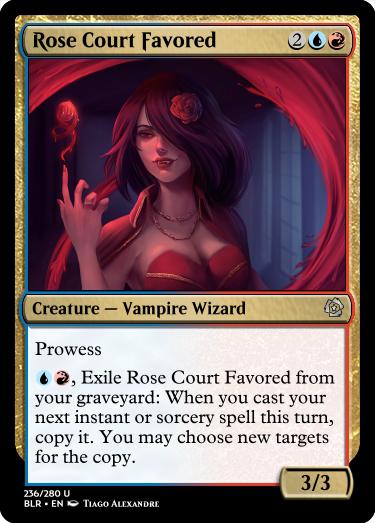 Rose Court Favored 2
Creature — Vampire Wizard
Prowess
, Exile Rose Court Favored from
your graveyard: When you cast your
next instant or sorcery spell this turn,
copy it. You may choose new targets
for the copy.
3/3
236/280 U
BLR • EN Tiago Alexandre